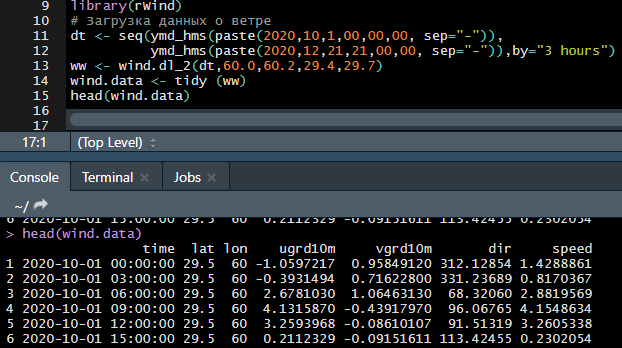 9 library(rWind)
10 # Загрузка данных о ветре
11 dt <- seq(ymd_hms(paste(2020,10,1,00,00,00, sep="-")),
12 ymd_hms(paste(2020,12,21,21,00,00, sep="-")),by="3 hours")
13 ww <- wind.dl_2(dt,60.0,60.2,29.4,29.7)
14 wind.data <- tidy (ww)
15 head(wind.data)
16
17
17:1 (Top Level)
Console Terminal × Jobs ×
~/
6 2020-10-01 15:00:00 29.5 60 0.2112329 -0.09151611 113.42455 0.2302054
> head(wind.data)
time lat lon ugrd10m vgrd10m dir speed
1 2020-10-01 00:00:00 29.5 60 -1.0597217 0.95849120 312.12854 1.4288861
2 2020-10-01 03:00:00 29.5 60 -0.3931494 0.71622800 331.23689 0.8170367
3 2020-10-01 06:00:00 29.5 60 2.6781030 1.06463130 68.32060 2.8819569
4 2020-10-01 09:00:00 29.5 60 4.1315870 -0.43917970 96.06765 4.1548634
5 2020-10-01 12:00:00 29.5 60 3.2593968 -0.08610107 91.51319 3.2605338
6 2020-10-01 15:00:00 29.5 60 0.2112329 -0.09151611 113.42455 0.2302054